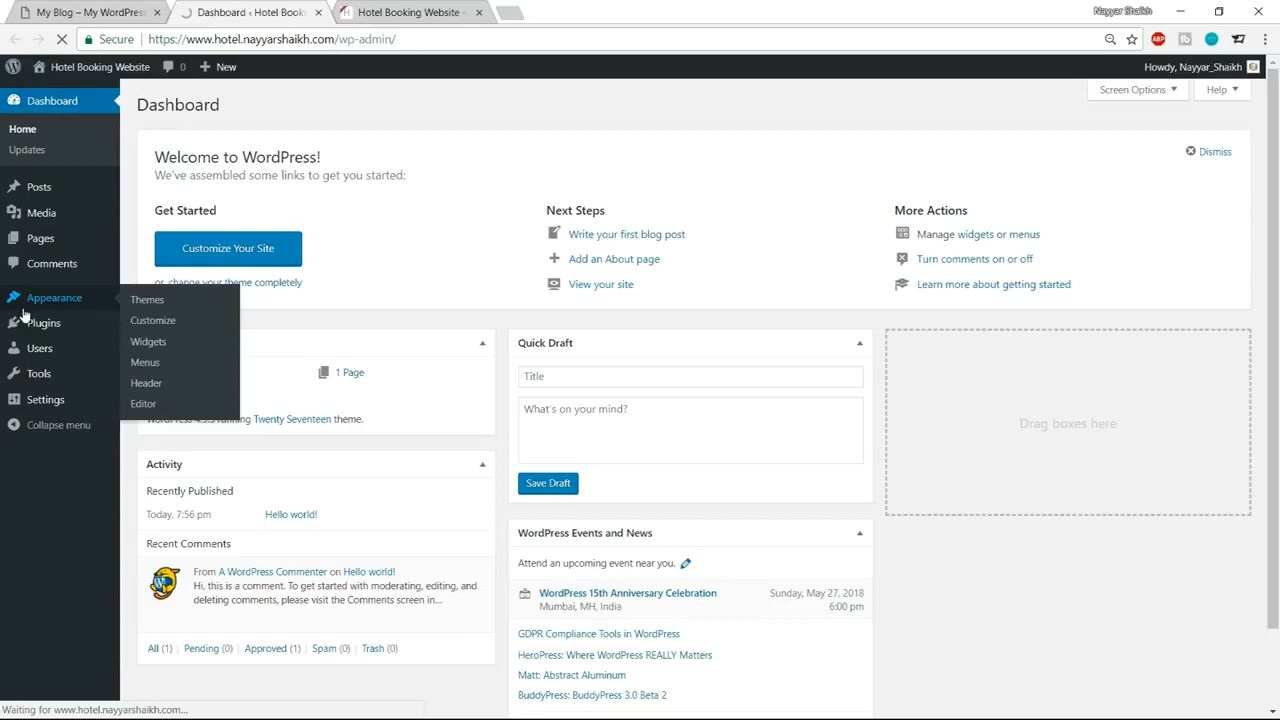 My Blog – My WordPress
Dashboard ‹ Hotel Book
Hotel Booking Website –
Nayyar Shaikh
Secure
https://www.hotel.nayyarshaikh.com/wp-admin/
ABP
fb
Hotel Booking Website
0
New
Howdy, Nayyar_Shaikh
Dashboard
Home
Updates
Posts
Media
Pages
Comments
Appearance
Plugins
Users
Tools
Settings
Collapse menu
Themes
Customize
Widgets
Menus
Header
Editor
Dashboard
Screen Options
Help
Welcome to WordPress!
We've assembled some links to get you started:
Dismiss
Get Started
Customize Your Site
or, change your theme completely
Next Steps
Write your first blog post
Add an About page
View your site
More Actions
Manage widgets or menus
Turn comments on or off
Learn more about getting started
1 Page
WordPress 4.9.5 running Twenty Seventeen theme.
Activity
Recently Published
Today, 7:56 pm
Hello world!
Recent Comments
From A WordPress Commenter on Hello world!
Hi, this is a comment. To get started with moderating, editing, and
deleting comments, please visit the Comments screen in...
All (1) | Pending (0) | Approved (1) | Spam (0) | Trash (0)
Quick Draft
Title
What's on your mind?
Save Draft
WordPress Events and News
Attend an upcoming event near you.
WordPress 15th Anniversary Celebration
Mumbai, MH, India
Sunday, May 27, 2018
6:00 pm
GDPR Compliance Tools in WordPress
HeroPress: Where WordPress REALLY Matters
Matt: Abstract Aluminum
BuddyPress: BuddyPress 3.0 Beta 2
Drag boxes here
Waiting for www.hotel.nayyarshaikh.com...